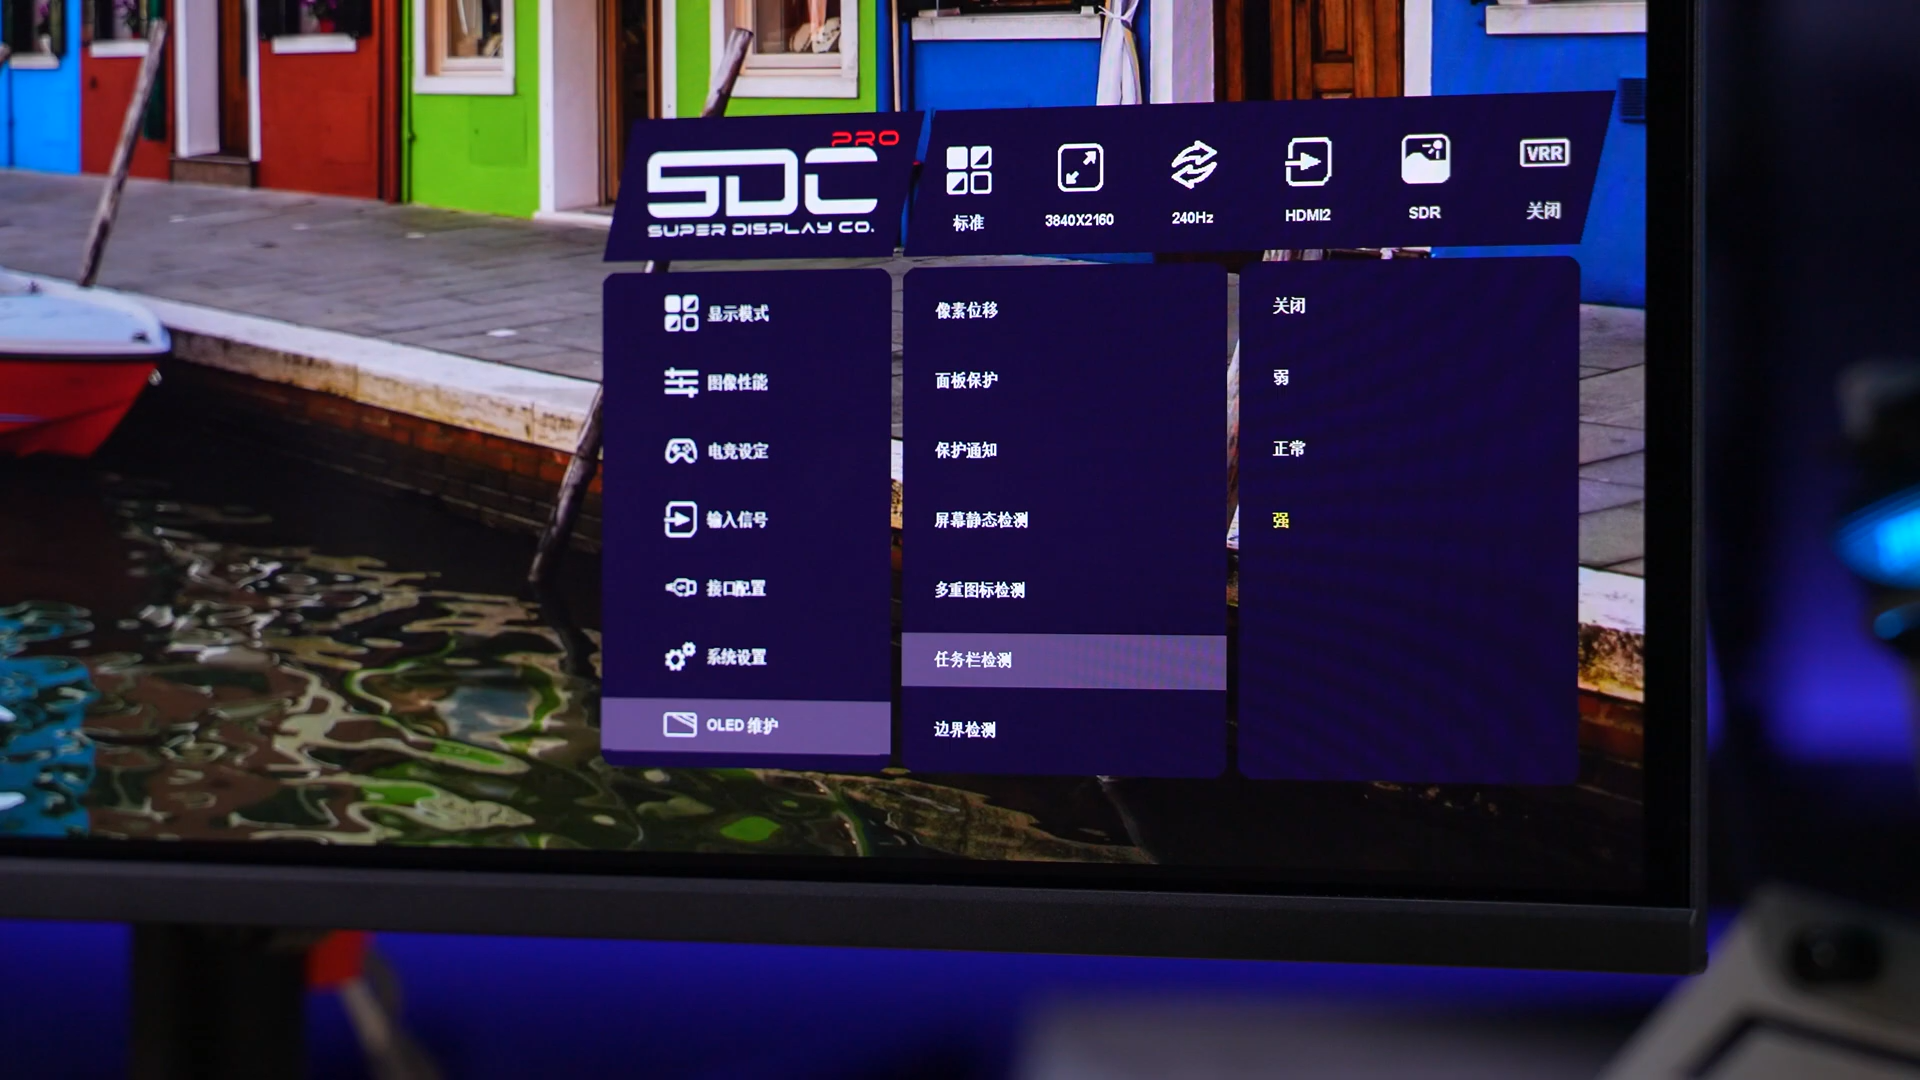 PRO
SDC
SUPER DISPLAY CO.
标准
3840X2160
240Hz
HDMI2
SDR
VRR
关闭
显示模式
图像性能
电竞设定
输入信号
接口配置
系统设置
OLED 维护
像素位移
面板保护
保护通知
屏幕静态检测
多重图标检测
任务栏检测
边界检测
关闭
弱
正常
强